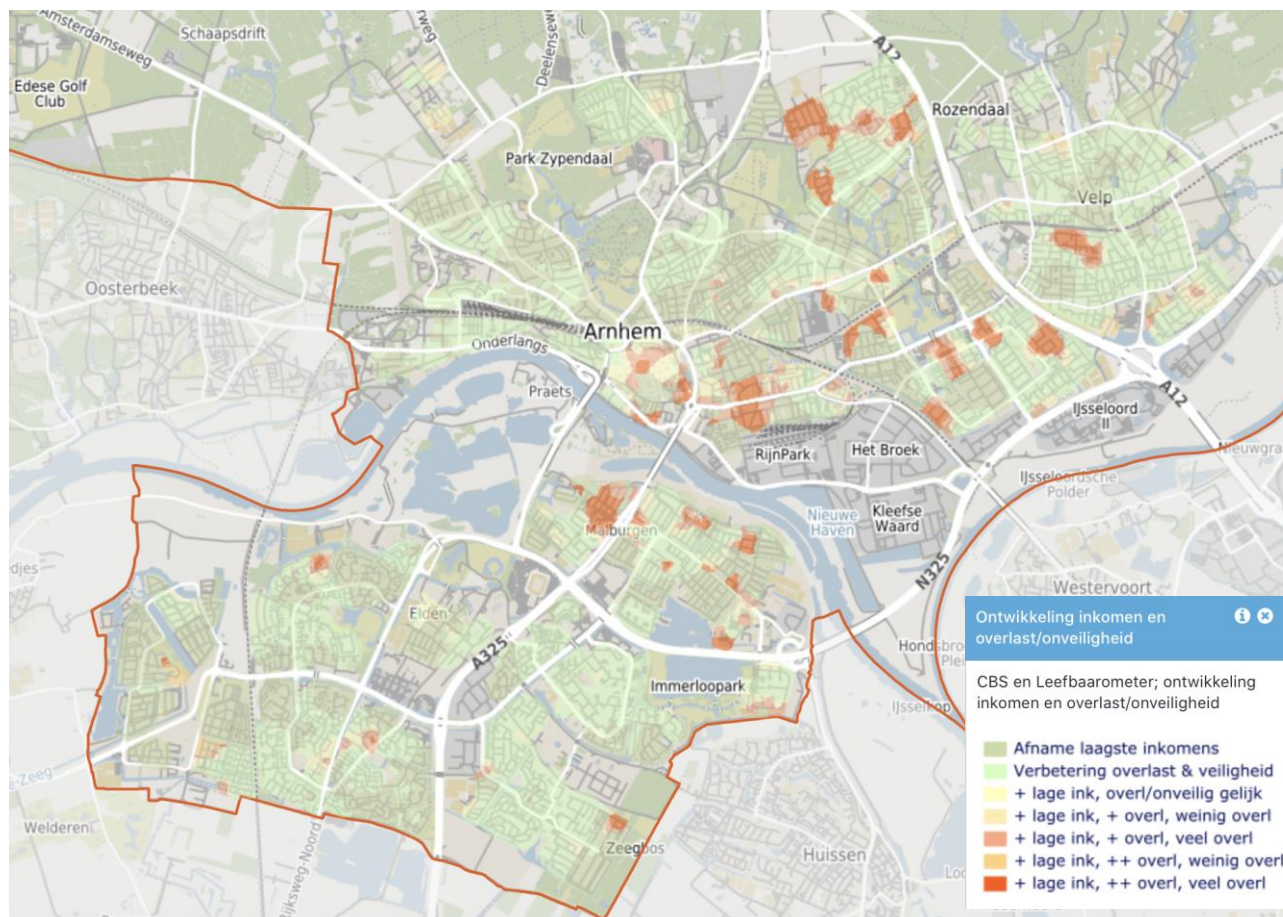 Amsterdamseweg
Schaapsdrift
Edese Golf
Club
A12
Rozendaal
Park Zypendaal
Velp
Oosterbeek
Arnhem
Onderlangs
Praets
A12
IJsseloord
II
RijnPark
Het Broek
IJsseloordsche
Polder
Nieuwe
Haven
Kleefse
Waard
Malburgen
N325
Westervoort
Elden
A325
Immerloopark
IJsselkop
Welderen
Rijksweg-Noord
Zeegbos
Huissen
Ontwikkeling inkomen en
overlast/onveiligheid
CBS en Leefbaarometer; ontwikkeling
inkomen en overlast/onveiligheid
Afname laagste inkomens
Verbetering overlast & veiligheid
+ lage ink, overl/onveilig gelijk
+ lage ink, + overl, weinig overl
+ lage ink, + overl, veel overl
+ lage ink, ++ overl, weinig overl
+ lage ink, ++ overl, veel overl